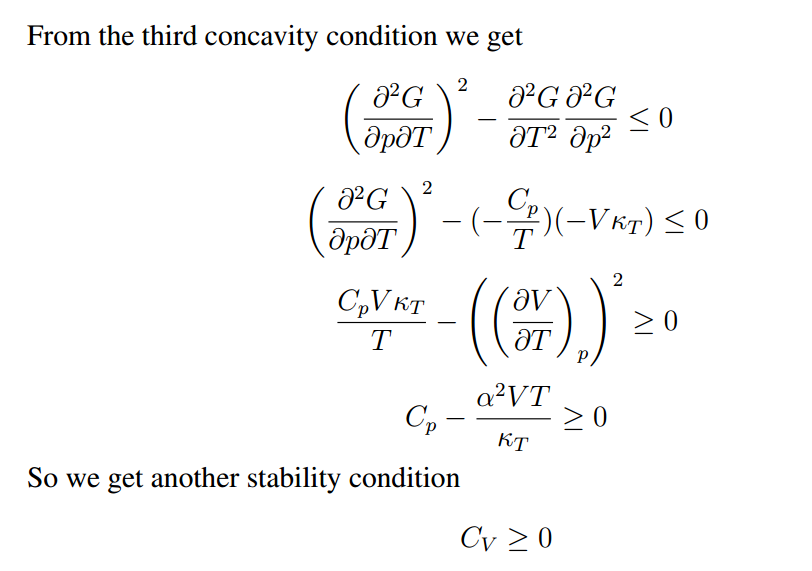 From the third concavity condition we get
(∂²G/∂p∂T)² − ∂²G/∂T² ∂²G/∂p² ≤ 0
(∂²G/∂p∂T)² − (−C_p/T)(−Vκ_T) ≤ 0
C_pVκ_T/T − ((∂V/∂T)_p)² ≥ 0
C_p − α²VT/κ_T ≥ 0
So we get another stability condition
C_V ≥ 0